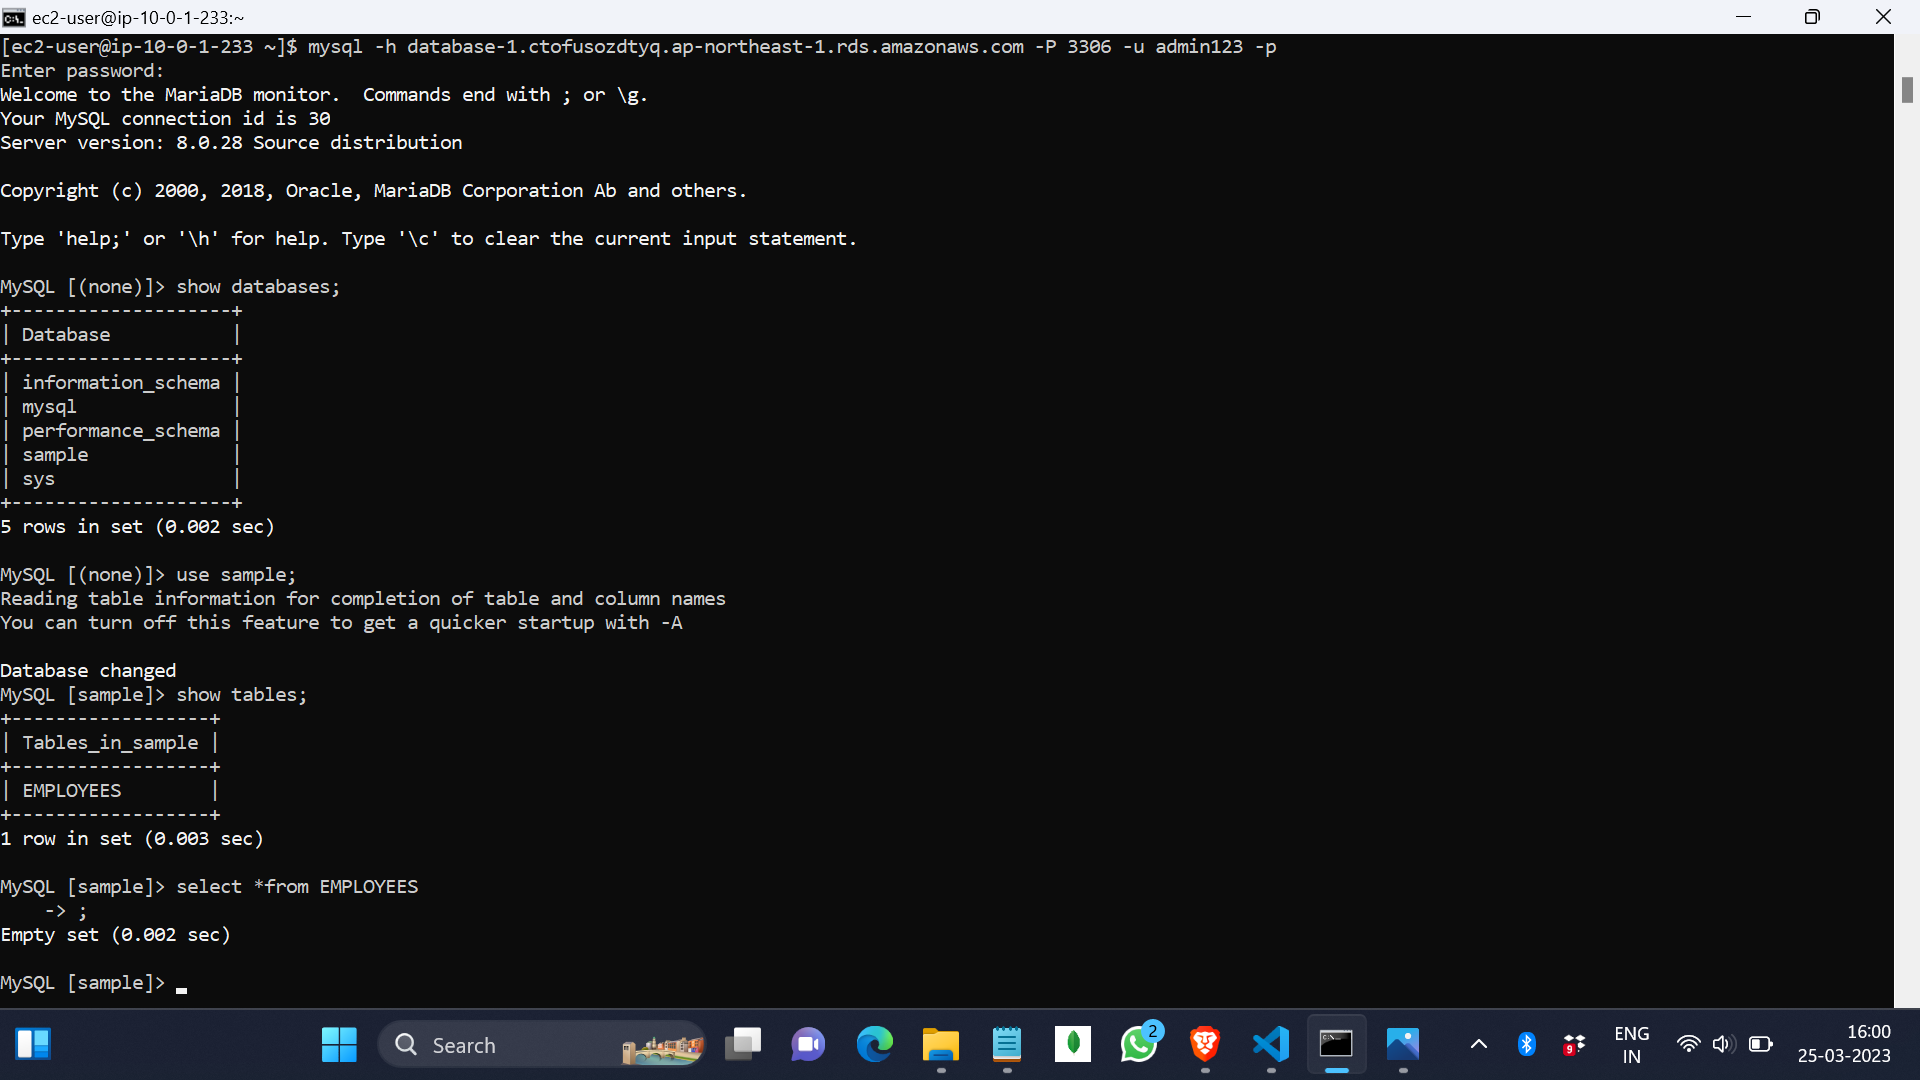 ec2-user@ip-10-0-1-233:~
[ec2-user@ip-10-0-1-233 ~]$ mysql -h database-1.ctofusozdtyq.ap-northeast-1.rds.amazonaws.com -P 3306 -u admin123 -p
Enter password:
Welcome to the MariaDB monitor.  Commands end with ; or \g.
Your MySQL connection id is 30
Server version: 8.0.28 Source distribution

Copyright (c) 2000, 2018, Oracle, MariaDB Corporation Ab and others.

Type 'help;' or '\h' for help. Type '\c' to clear the current input statement.

MySQL [(none)]> show databases;
+--------------------+
| Database           |
+--------------------+
| information_schema |
| mysql              |
| performance_schema |
| sample             |
| sys                |
+--------------------+
5 rows in set (0.002 sec)

MySQL [(none)]> use sample;
Reading table information for completion of table and column names
You can turn off this feature to get a quicker startup with -A

Database changed
MySQL [sample]> show tables;
+------------------+
| Tables_in_sample |
+------------------+
| EMPLOYEES        |
+------------------+
1 row in set (0.003 sec)

MySQL [sample]> select *from EMPLOYEES
    -> ;
Empty set (0.002 sec)

MySQL [sample]> _
Search
2
9
ENG
IN
16:00
25-03-2023